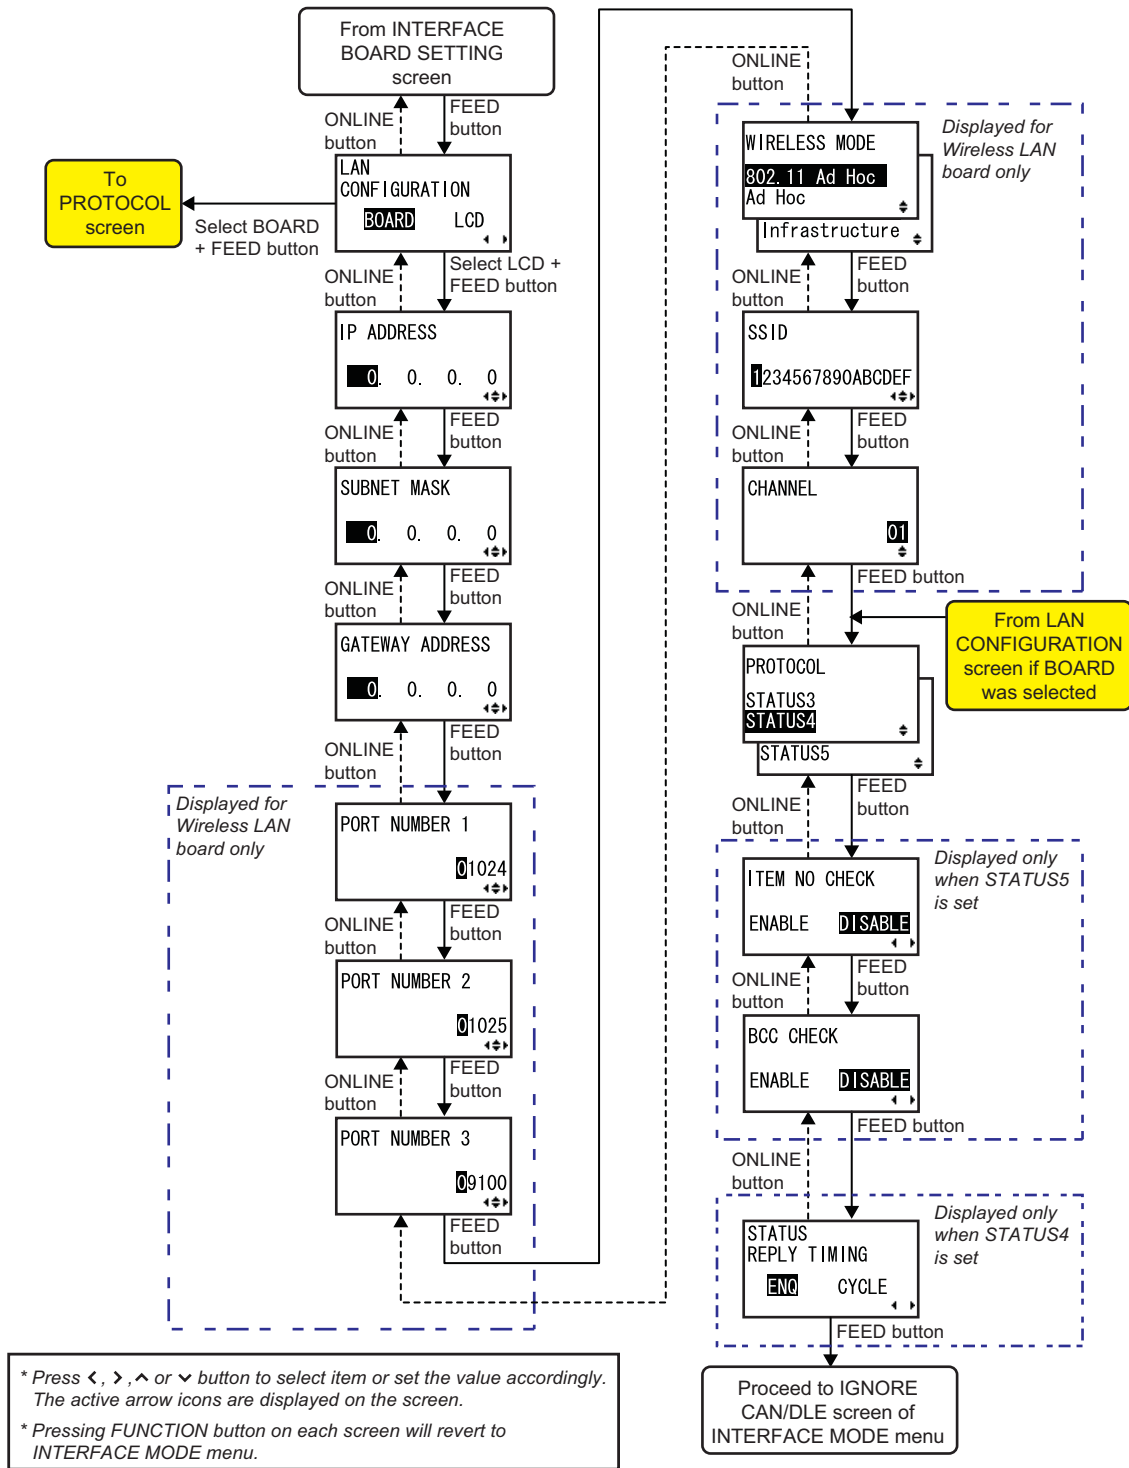 From INTERFACE
BOARD SETTING
screen
ONLINE
button
FEED
button
LAN
CONFIGURATION
BOARD LCD
To
PROTOCOL
screen
Select BOARD
+ FEED button
ONLINE
button
Select LCD +
FEED button
IP ADDRESS
0. 0. 0. 0
ONLINE
button
FEED
button
SUBNET MASK
0. 0. 0. 0
ONLINE
button
FEED
button
GATEWAY ADDRESS
0. 0. 0. 0
ONLINE
button
FEED
button
Displayed for
Wireless LAN
board only
PORT NUMBER 1
01024
ONLINE
button
FEED
button
PORT NUMBER 2
01025
ONLINE
button
FEED
button
PORT NUMBER 3
09100
FEED
button
ONLINE
button
Displayed for
Wireless LAN
board only
WIRELESS MODE
802.11 Ad Hoc
Ad Hoc
Infrastructure
ONLINE
button
FEED
button
SSID
1234567890ABCDEF
ONLINE
button
FEED
button
CHANNEL
01
FEED button
ONLINE
button
From LAN
CONFIGURATION
screen if BOARD
was selected
PROTOCOL
STATUS3
STATUS4
STATUS5
ONLINE
button
FEED
button
Displayed only
when STATUS5
is set
ITEM NO CHECK
ENABLE DISABLE
ONLINE
button
FEED
button
BCC CHECK
ENABLE DISABLE
FEED button
ONLINE
button
Displayed only
when STATUS4
is set
STATUS
REPLY TIMING
ENQ CYCLE
FEED button
Proceed to IGNORE
CAN/DLE screen of
INTERFACE MODE menu
* Press <, >, ∧ or ∨ button to select item or set the value accordingly.
The active arrow icons are displayed on the screen.
* Pressing FUNCTION button on each screen will revert to
INTERFACE MODE menu.